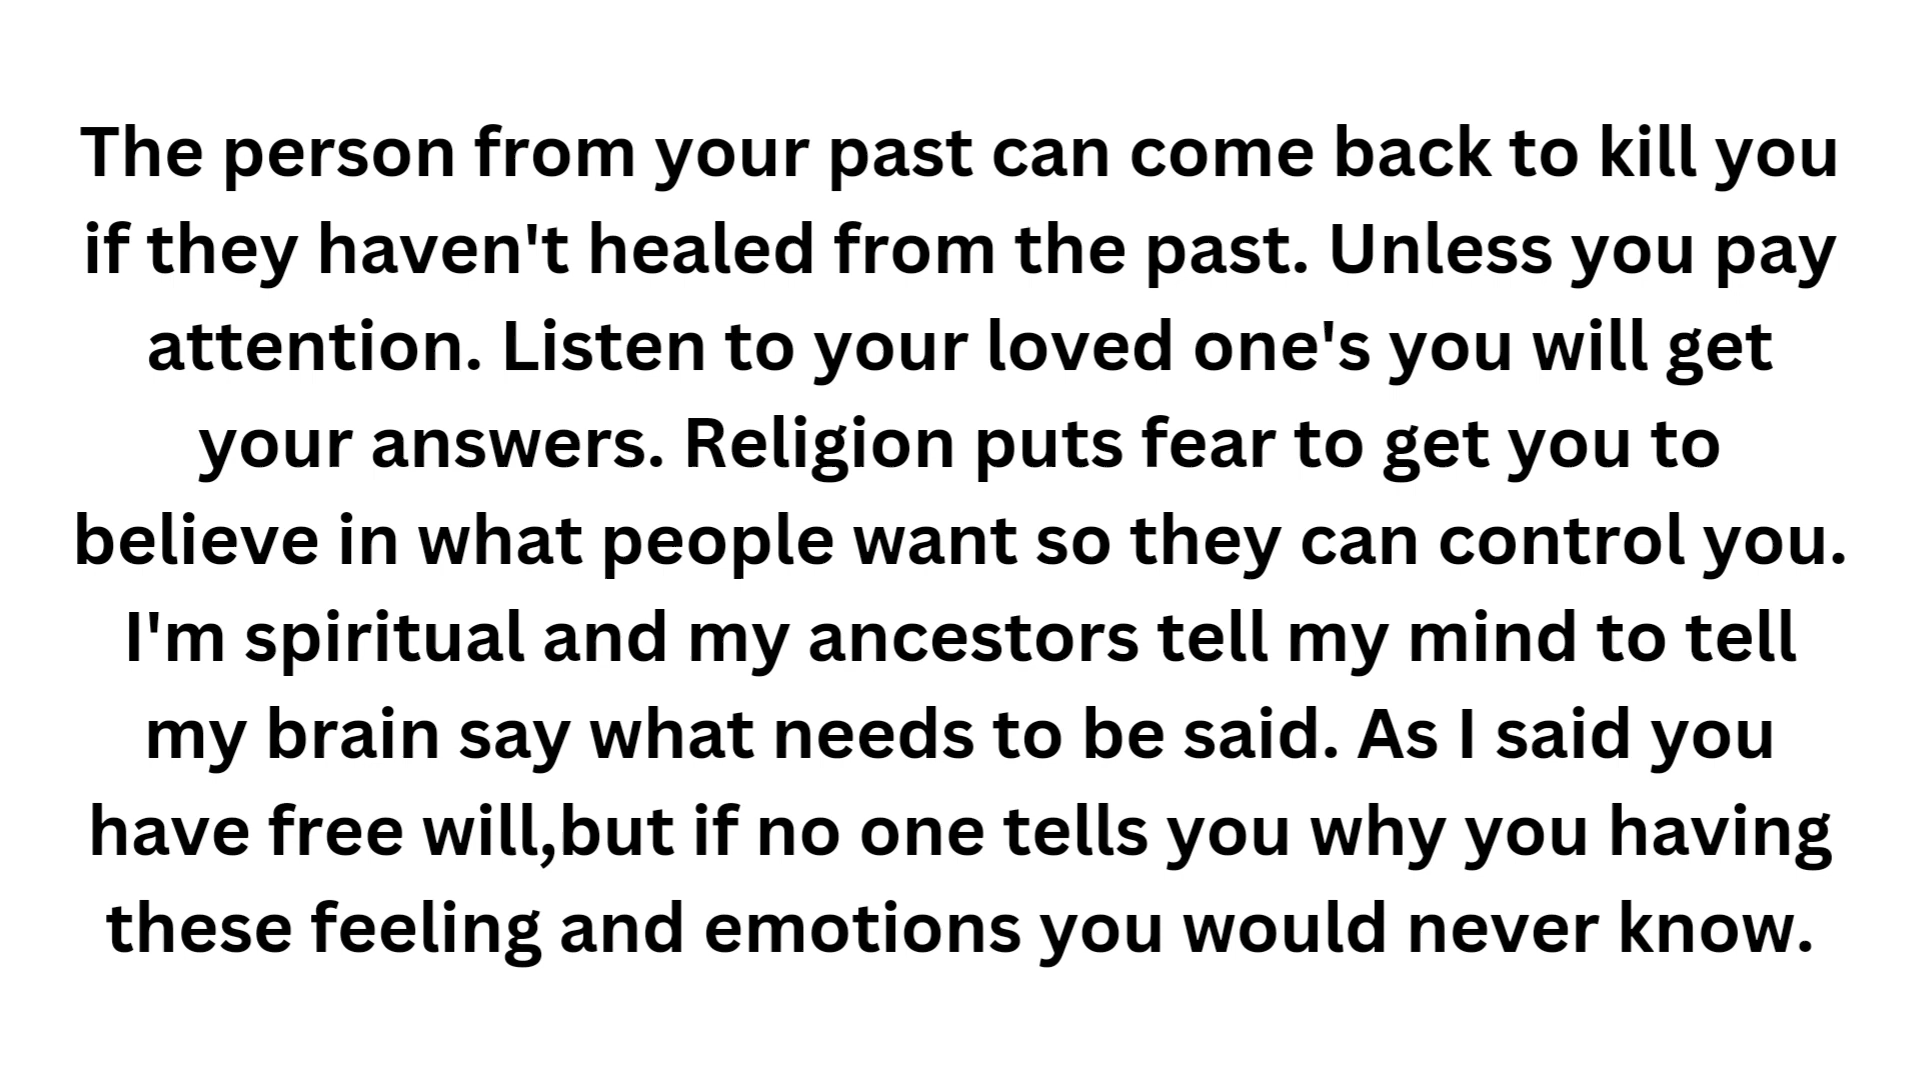 The person from your past can come back to kill you
if they haven't healed from the past. Unless you pay
attention. Listen to your loved one's you will get
your answers. Religion puts fear to get you to
believe in what people want so they can control you.
I'm spiritual and my ancestors tell my mind to tell
my brain say what needs to be said. As I said you
have free will,but if no one tells you why you having
these feeling and emotions you would never know.